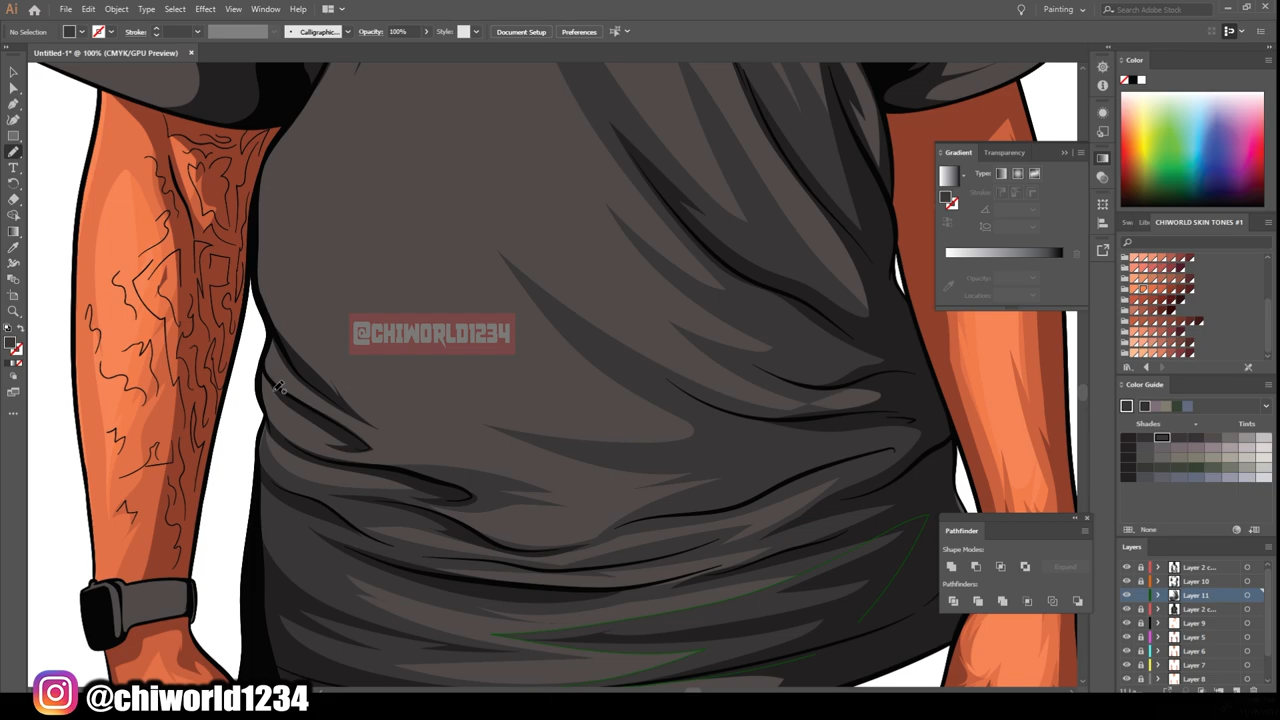 Ai
File Edit Object Type Select Effect View Window Help
Painting
Search Adobe Stock
No Selection
Stroke:
Calligraphic...
Opacity: 100%
Style:
Document Setup
Preferences
Untitled-1* @ 100% (CMYK/GPU Preview)
Color
Gradient Transparency
Type:
Stroke:
Opacity:
Location:
CHIWORLD SKIN TONES #1
@CHIWORLD1234
Color Guide
Shades Tints
None
Pathfinder
Shape Modes:
Expand
Pathfinders:
Layers
Layer 2 c...
Layer 10
Layer 11
Layer 2 c...
Layer 9
Layer 5
Layer 6
Layer 7
Layer 8
@chiworld1234